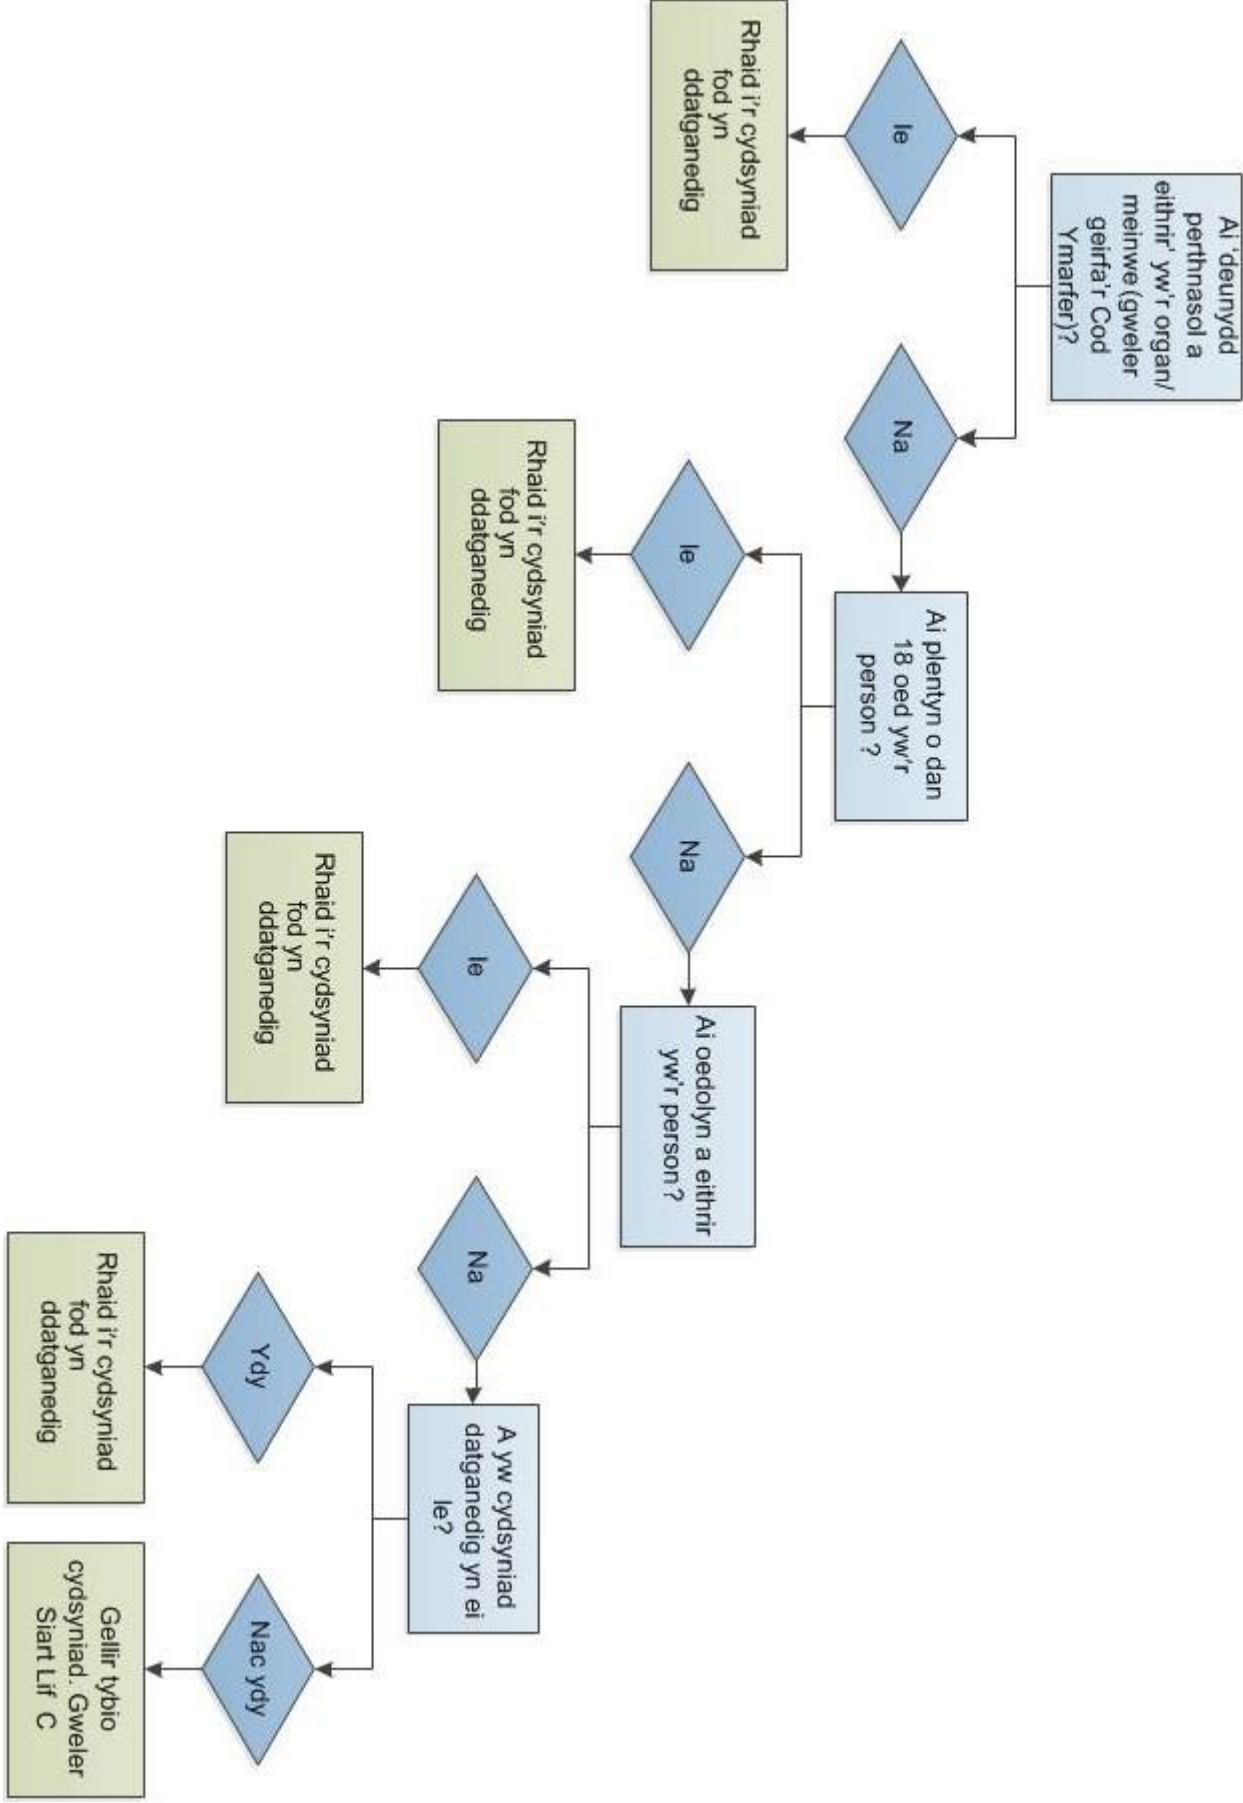 Ai ‘deunydd
perthnasol a
eithrir’ yw'r organ/
meinwe (gweler
geirfa'r Cod
Ymarfer)?
Ie
Rhaid i'r cydsyniad
fod yn
ddatganedig
Na
Ai plentyn o dan
18 oed yw'r
person ?
Ie
Rhaid i'r cydsyniad
fod yn
ddatganedig
Na
Ai oedolyn a eithrir
yw'r person?
Ie
Rhaid i'r cydsyniad
fod yn
ddatganedig
Na
A yw cydsyniad
datganedig yn ei
le?
Ydy
Rhaid i'r cydsyniad
fod yn
ddatganedig
Nac ydy
Gellir tybio
cydsyniad. Gweler
Siart Lif C